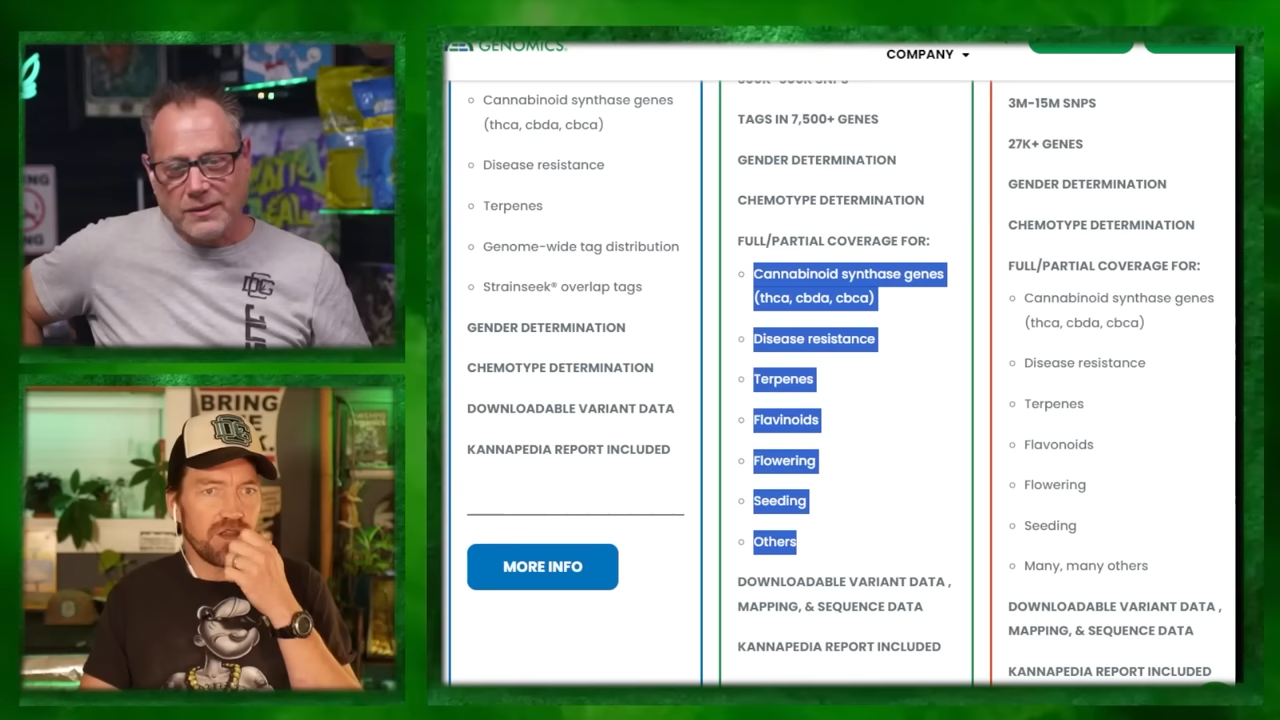 GENOMICS
COMPANY
Cannabinoid synthase genes
(thca, cbda, cbca)
Disease resistance
Terpenes
Genome-wide tag distribution
Strainseek® overlap tags
GENDER DETERMINATION
CHEMOTYPE DETERMINATION
DOWNLOADABLE VARIANT DATA
KANNAPEDIA REPORT INCLUDED
MORE INFO
TAGS IN 7,500+ GENES
GENDER DETERMINATION
CHEMOTYPE DETERMINATION
FULL/PARTIAL COVERAGE FOR:
Cannabinoid synthase genes
(thca, cbda, cbca)
Disease resistance
Terpenes
Flavinoids
Flowering
Seeding
Others
DOWNLOADABLE VARIANT DATA ,
MAPPING, & SEQUENCE DATA
KANNAPEDIA REPORT INCLUDED
3M-15M SNPS
27K+ GENES
GENDER DETERMINATION
CHEMOTYPE DETERMINATION
FULL/PARTIAL COVERAGE FOR:
Cannabinoid synthase genes
(thca, cbda, cbca)
Disease resistance
Terpenes
Flavonoids
Flowering
Seeding
Many, many others
DOWNLOADABLE VARIANT DATA ,
MAPPING, & SEQUENCE DATA
KANNAPEDIA REPORT INCLUDED
BRING